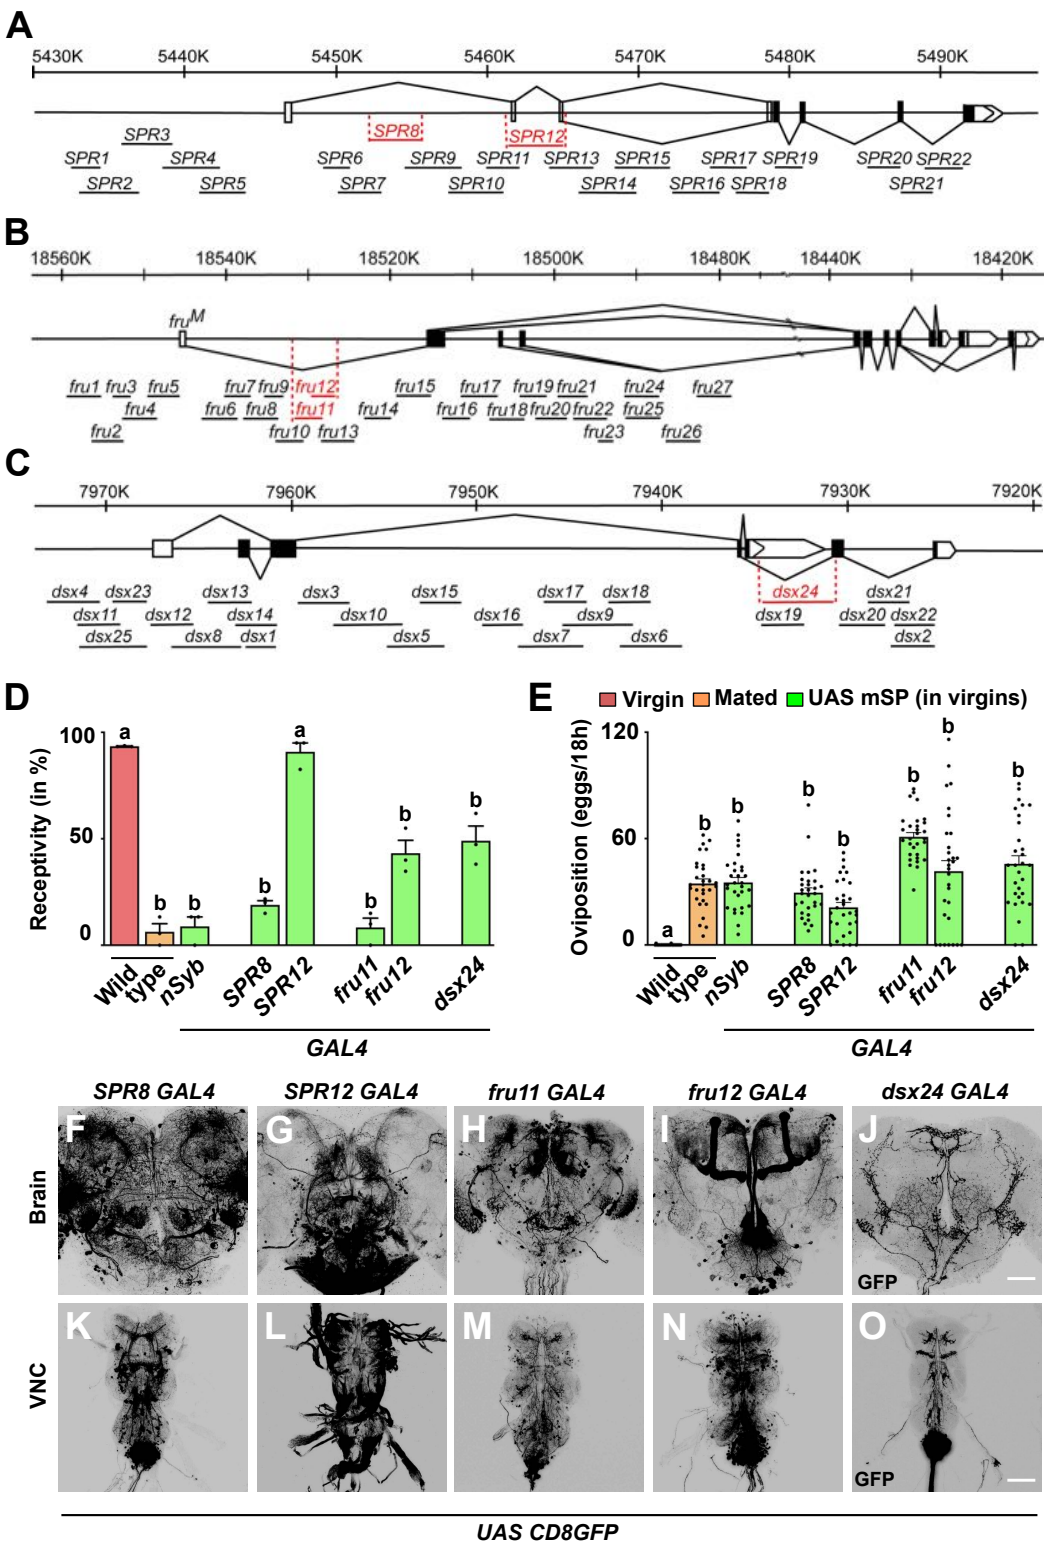 A
5430K 5440K 5450K 5460K 5470K 5480K 5490K
SPR3 SPR8 SPR12
SPR1 SPR4 SPR6 SPR9 SPR11 SPR13 SPR15 SPR17 SPR19 SPR20 SPR22
SPR2 SPR5 SPR7 SPR10 SPR14 SPR16 SPR18 SPR21
B
18560K 18540K 18520K 18500K 18480K 18440K 18420K
fruM
fru1 fru3 fru5 fru7 fru9 fru12 fru15 fru17 fru19 fru21 fru24 fru27
fru4 fru6 fru8 fru11 fru14 fru16 fru18 fru20 fru22 fru25
fru2 fru10 fru13 fru23 fru26
C
7970K 7960K 7950K 7940K 7930K 7920K
dsx4 dsx23 dsx13 dsx3 dsx15 dsx17 dsx18 dsx24 dsx21
dsx11 dsx12 dsx14 dsx10 dsx16 dsx9 dsx19 dsx20 dsx22
dsx25 dsx8 dsx1 dsx5 dsx7 dsx6 dsx2
D
Receptivity (in %)
100
50
0
a b b b a b b b
Wild type nSyb SPR8 SPR12 fru11 fru12 dsx24
GAL4
E
Virgin Mated UAS mSP (in virgins)
Oviposition (eggs/18h)
120
60
0
a b b b b b b b
Wild type nSyb SPR8 SPR12 fru11 fru12 dsx24
GAL4
SPR8 GAL4 SPR12 GAL4 fru11 GAL4 fru12 GAL4 dsx24 GAL4
Brain
F G H I J
GFP
VNC
K L M N O
GFP
UAS CD8GFP